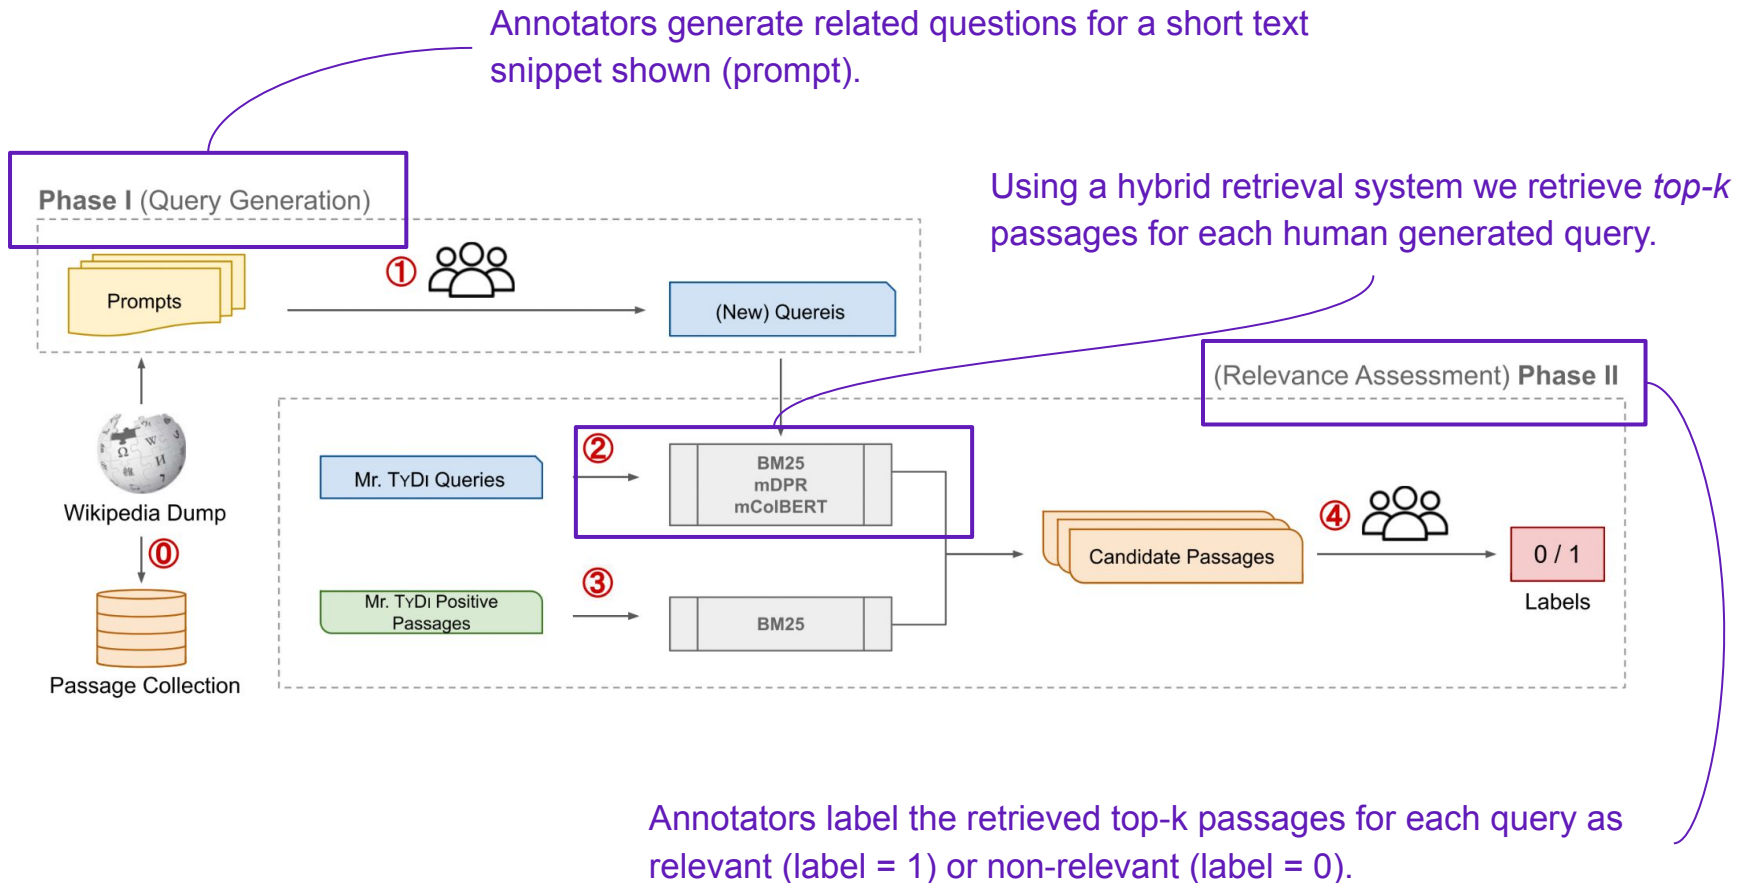 Annotators generate related questions for a short text
snippet shown (prompt).
Phase I (Query Generation)
Using a hybrid retrieval system we retrieve top-k
passages for each human generated query.
①
Prompts
(New) Quereis
(Relevance Assessment) Phase II
②
Mr. TYDI Queries
BM25
mDPR
mColBERT
Wikipedia Dump
④
⓪
Candidate Passages
0 / 1
③
Mr. TYDI Positive
Passages
BM25
Labels
Passage Collection
Annotators label the retrieved top-k passages for each query as
relevant (label = 1) or non-relevant (label = 0).